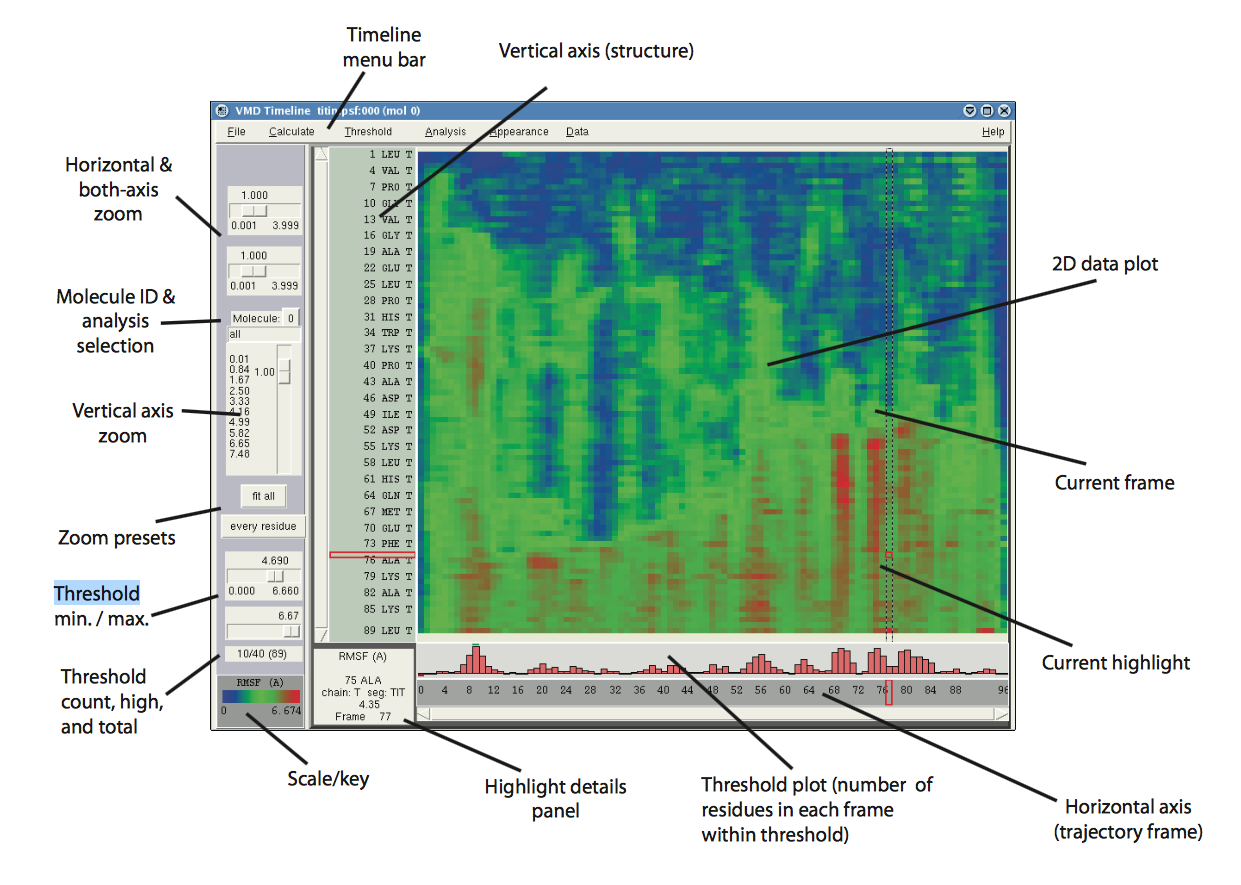 Timeline
menu bar
Vertical axis (structure)
VMD Timeline titin.psf:000 (mol 0)
File Calculate Threshold Analysis Appearance Data Help
Horizontal &
both-axis
zoom
1.000
0.001 3.999
1.000
0.001 3.999
Molecule ID &
analysis
selection
Molecule: 0
all
0.01
0.84
1.67
2.50
3.33
4.16
4.99
5.82
6.65
7.48
1.00
Vertical axis
zoom
fit all
every residue
Zoom presets
4.690
0.000 6.660
6.67
Threshold
min. / max.
10/40 (89)
Threshold
count, high,
and total
RMSF (A)
0 6.674
Scale/key
1 LEU T
4 VAL T
7 PRO T
10 GLY T
13 VAL T
16 GLY T
19 ALA T
22 GLU T
25 LEU T
28 PRO T
31 HIS T
34 TRP T
37 LYS T
40 PRO T
43 ALA T
46 ASP T
49 ILE T
52 ASP T
55 LYS T
58 LEU T
61 HIS T
64 GLN T
67 MET T
70 GLU T
73 PHE T
76 ALA T
79 LYS T
82 ALA T
85 LYS T
89 LEU T
2D data plot
Current frame
Current highlight
RMSF (A)
75 ALA
chain: T seg: TIT
4.35
Frame 77
0 4 8 12 16 20 24 28 32 36 40 44 48 52 56 60 64 68 72 76 80 84 88 96
Highlight details
panel
Threshold plot (number of
residues in each frame
within threshold)
Horizontal axis
(trajectory frame)